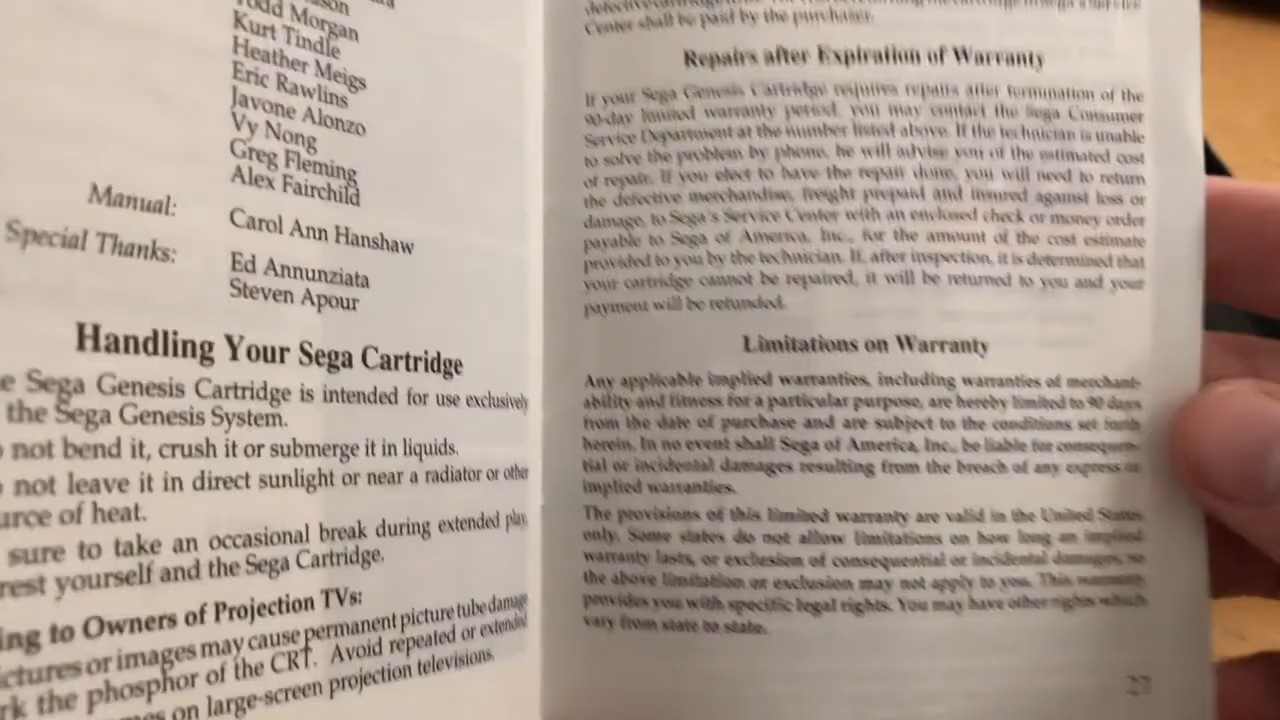 son
Todd Morgan
Kurt Tindle
Heather Meigs
Eric Rawlins
Javone Alonzo
Vy Nong
Greg Fleming
Alex Fairchild
Manual: Carol Ann Hanshaw
Special Thanks: Ed Annunziata
Steven Apour
Handling Your Sega Cartridge
e Sega Genesis Cartridge is intended for use exclusively
the Sega Genesis System.
not bend it, crush it or submerge it in liquids.
not leave it in direct sunlight or near a radiator or other
urce of heat.
sure to take an occasional break during extended play,
rest yourself and the Sega Cartridge.
ing to Owners of Projection TVs:
ctures or images may cause permanent picture tube damage
rk the phosphor of the CRT. Avoid repeated or extended
mes on large-screen projection televisions.
Center shall be paid by the purchaser.
Repairs after Expiration of Warranty
If your Sega Genesis Cartridge requires repairs after termination of the
90-day limited warranty period, you may contact the Sega Consumer
Service Department at the number listed above. If the technician is unable
to solve the problem by phone, he will advise you of the estimated cost
of repair. If you elect to have the repair done, you will need to return
the defective merchandise, freight prepaid and insured against loss or
damage, to Sega's Service Center with an enclosed check or money order
payable to Sega of America, Inc., for the amount of the cost estimate
provided to you by the technician. If, after inspection, it is determined that
your cartridge cannot be repaired, it will be returned to you and your
payment will be refunded.
Limitations on Warranty
Any applicable implied warranties, including warranties of merchant-
ability and fitness for a particular purpose, are hereby limited to 90 days
from the date of purchase and are subject to the conditions set forth
herein. In no event shall Sega of America, Inc., be liable for consequen-
tial or incidental damages resulting from the breach of any express or
implied warranties.
The provisions of this limited warranty are valid in the United States
only. Some states do not allow limitations on how long an implied
warranty lasts, or exclusion of consequential or incidental damages, so
the above limitation or exclusion may not apply to you. This warranty
provides you with specific legal rights. You may have other rights which
vary from state to state.
27